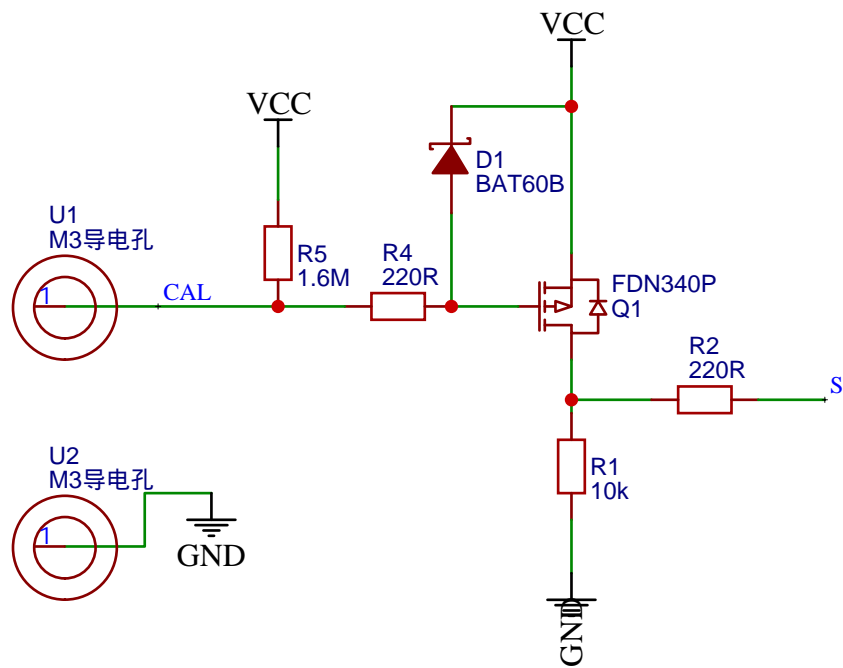 VCC
VCC
D1
BAT60B
U1
M3导电孔
1
CAL
R5
1.6M
R4
220R
FDN340P
Q1
R2
220R
S
U2
M3导电孔
1
GND
R1
10k
GND